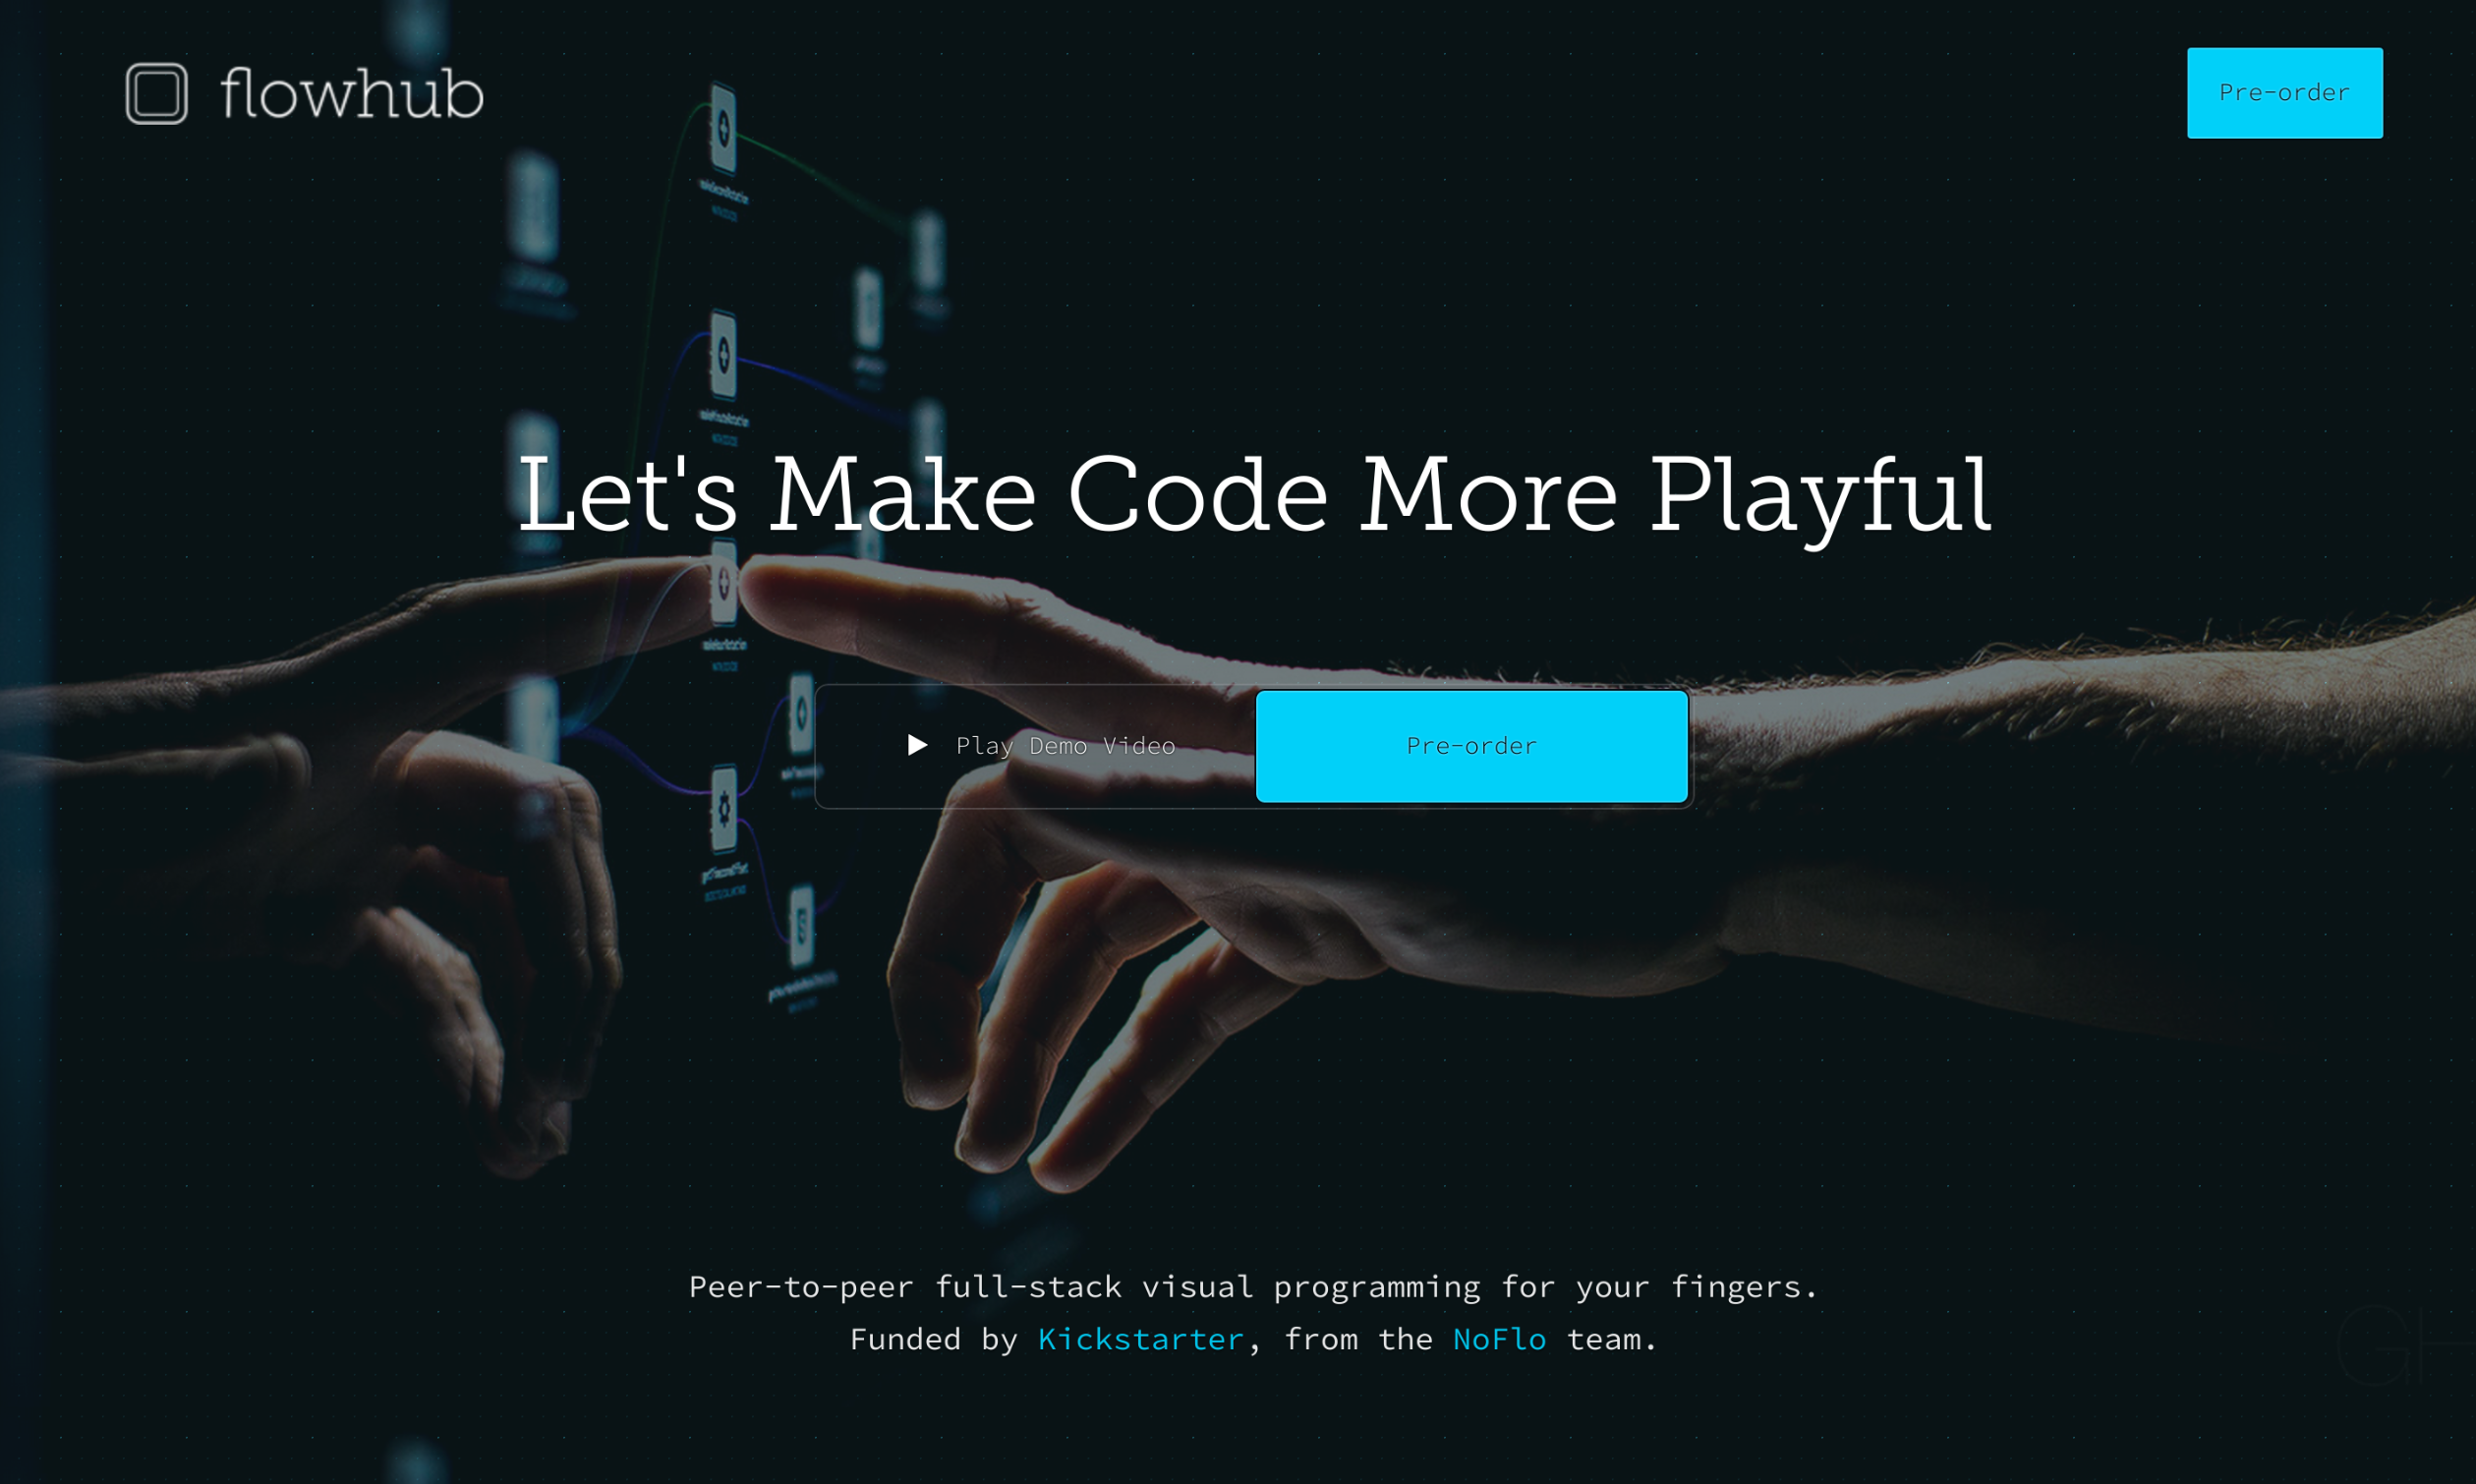 flowhub
Pre-order
Let's Make Code More Playful
Play Demo Video
Pre-order
Peer-to-peer full-stack visual programming for your fingers.
Funded by Kickstarter, from the NoFlo team.